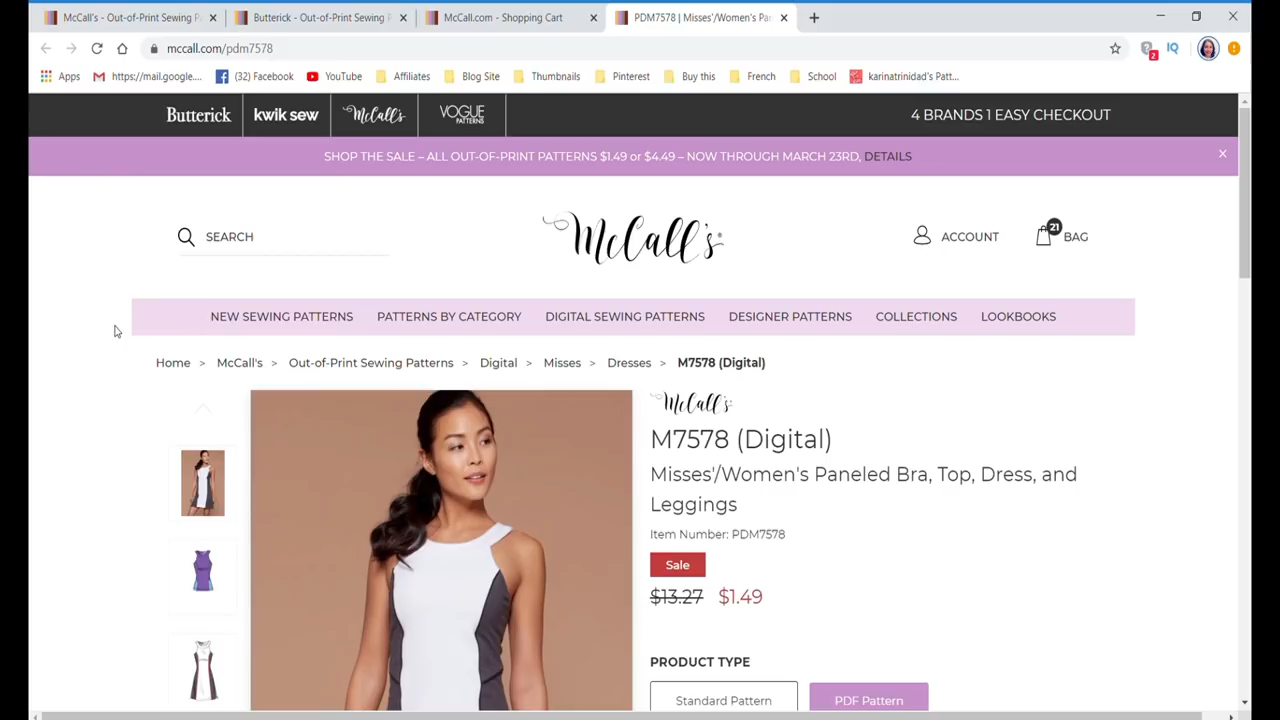 McCall's - Out-of-Print Sewing P
Butterick - Out-of-Print Sewing P
McCall.com - Shopping Cart
PDM7578 | Misses'/Women's Pa
mccall.com/pdm7578
2
IQ
Apps
https://mail.google....
(32) Facebook
YouTube
Affiliates
Blog Site
Thumbnails
Pinterest
Buy this
French
School
karinatrinidad's Patt...
Butterick
kwik sew
McCall's
VOGUE PATTERNS
4 BRANDS 1 EASY CHECKOUT
SHOP THE SALE – ALL OUT-OF-PRINT PATTERNS $1.49 or $4.49 – NOW THROUGH MARCH 23RD, DETAILS
SEARCH
McCall's
ACCOUNT
21
BAG
NEW SEWING PATTERNS PATTERNS BY CATEGORY DIGITAL SEWING PATTERNS DESIGNER PATTERNS COLLECTIONS LOOKBOOKS
Home > McCall's > Out-of-Print Sewing Patterns > Digital > Misses > Dresses > M7578 (Digital)
McCall's
M7578 (Digital)
Misses'/Women's Paneled Bra, Top, Dress, and
Leggings
Item Number: PDM7578
Sale
$13.27 $1.49
PRODUCT TYPE
Standard Pattern
PDF Pattern